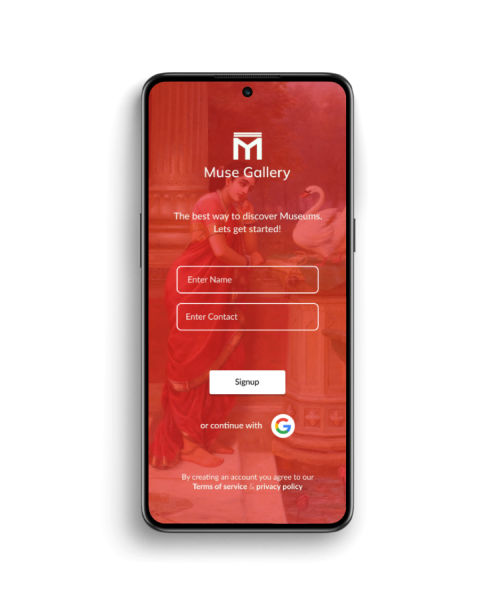 Muse Gallery
The best way to discover Museums.
Lets get started!
Enter Name
Enter Contact
Signup
or continue with G
By creating an account you agree to our
Terms of service & privacy policy